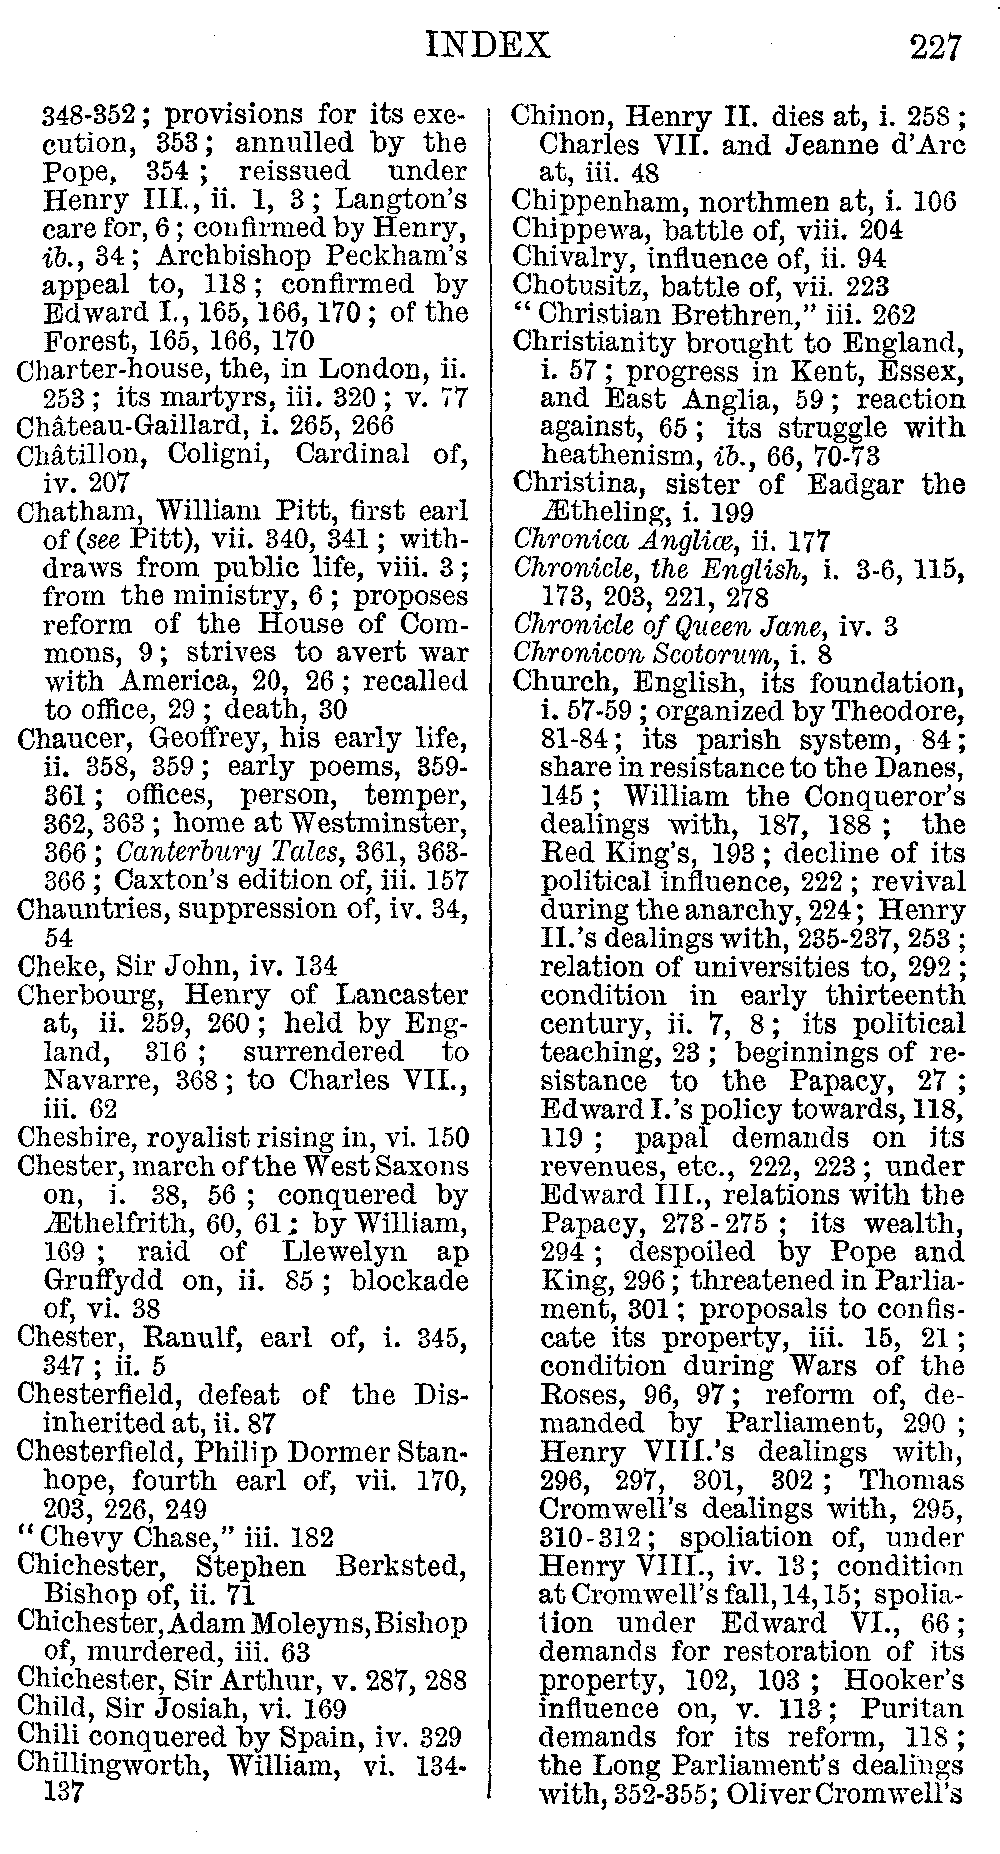 INDEX 227
348-352; provisions for its exe-
cution, 353; annulled by the
Pope, 354; reissued under
Henry III., ii. 1, 3; Langton's
care for, 6; confirmed by Henry,
ib., 34; Archbishop Peckham's
appeal to, 118; confirmed by
Edward I., 165, 166, 170; of the
Forest, 165, 166, 170
Charter-house, the, in London, ii.
253; its martyrs, iii. 320; v. 77
Château-Gaillard, i. 265, 266
Châtillon, Coligni, Cardinal of,
iv. 207
Chatham, William Pitt, first earl
of (see Pitt), vii. 340, 341; with-
draws from public life, viii. 3;
from the ministry, 6; proposes
reform of the House of Com-
mons, 9; strives to avert war
with America, 20, 26; recalled
to office, 29; death, 30
Chaucer, Geoffrey, his early life,
ii. 358, 359; early poems, 359-
361; offices, person, temper,
362, 363; home at Westminster,
366; Canterbury Tales, 361, 363-
366; Caxton's edition of, iii. 157
Chauntries, suppression of, iv. 34,
54
Cheke, Sir John, iv. 134
Cherbourg, Henry of Lancaster
at, ii. 259, 260; held by Eng-
land, 316; surrendered to
Navarre, 368; to Charles VII.,
iii. 62
Cheshire, royalist rising in, vi. 150
Chester, march of the West Saxons
on, i. 38, 56; conquered by
Æthelfrith, 60, 61; by William,
169; raid of Llewelyn ap
Gruffydd on, ii. 85; blockade
of, vi. 38
Chester, Ranulf, earl of, i. 345,
347; ii. 5
Chesterfield, defeat of the Dis-
inherited at, ii. 87
Chesterfield, Philip Dormer Stan-
hope, fourth earl of, vii. 170,
203, 226, 249
"Chevy Chase," iii. 182
Chichester, Stephen Berksted,
Bishop of, ii. 71
Chichester, Adam Moleyns, Bishop
of, murdered, iii. 63
Chichester, Sir Arthur, v. 287, 288
Child, Sir Josiah, vi. 169
Chili conquered by Spain, iv. 329
Chillingworth, William, vi. 134-
137
Chinon, Henry II. dies at, i. 258;
Charles VII. and Jeanne d'Arc
at, iii. 48
Chippenham, northmen at, i. 106
Chippewa, battle of, viii. 204
Chivalry, influence of, ii. 94
Chotusitz, battle of, vii. 223
"Christian Brethren," iii. 262
Christianity brought to England,
i. 57; progress in Kent, Essex,
and East Anglia, 59; reaction
against, 65; its struggle with
heathenism, ib., 66, 70-73
Christina, sister of Eadgar the
Ætheling, i. 199
Chronica Angliæ, ii. 177
Chronicle, the English, i. 3-6, 115,
173, 203, 221, 278
Chronicle of Queen Jane, iv. 3
Chronicon Scotorum, i. 8
Church, English, its foundation,
i. 57-59; organized by Theodore,
81-84; its parish system, 84;
share in resistance to the Danes,
145; William the Conqueror's
dealings with, 187, 188; the
Red King's, 193; decline of its
political influence, 222; revival
during the anarchy, 224; Henry
II.'s dealings with, 235-237, 253;
relation of universities to, 292;
condition in early thirteenth
century, ii. 7, 8; its political
teaching, 23; beginnings of re-
sistance to the Papacy, 27;
Edward I.'s policy towards, 118,
119; papal demands on its
revenues, etc., 222, 223; under
Edward III., relations with the
Papacy, 273-275; its wealth,
294; despoiled by Pope and
King, 296; threatened in Parlia-
ment, 301; proposals to confis-
cate its property, iii. 15, 21;
condition during Wars of the
Roses, 96, 97; reform of, de-
manded by Parliament, 290;
Henry VIII.'s dealings with,
296, 297, 301, 302; Thomas
Cromwell's dealings with, 295,
310-312; spoliation of, under
Henry VIII., iv. 13; condition
at Cromwell's fall, 14, 15; spolia-
tion under Edward VI., 66;
demands for restoration of its
property, 102, 103; Hooker's
influence on, v. 113; Puritan
demands for its reform, 118;
the Long Parliament's dealings
with, 352-355; Oliver Cromwell's